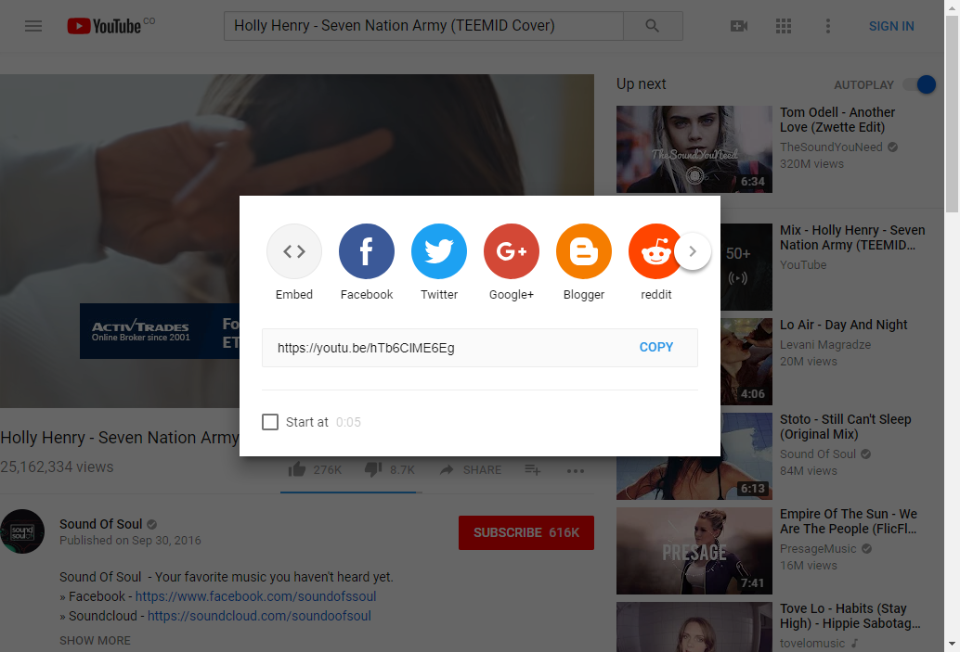 YouTube CO
Holly Henry - Seven Nation Army (TEEMID Cover)
SIGN IN
Up next
AUTOPLAY
TheSoundYouNeed
6:34
Tom Odell - Another
Love (Zwette Edit)
TheSoundYouNeed
320M views
50+
Mix - Holly Henry - Seven
Nation Army (TEEMID...
YouTube
4:06
Lo Air - Day And Night
Levani Magradze
20M views
6:13
Stoto - Still Can't Sleep
(Original Mix)
Sound Of Soul
84M views
PRESAGE
7:41
Empire Of The Sun - We
Are The People (FlicFl...
PresageMusic
16M views
Tove Lo - Habits (Stay
High) - Hippie Sabotag...
tovelomusic
Embed
Facebook
Twitter
G+
Google+
Blogger
reddit
https://youtu.be/hTb6CIME6Eg
COPY
Start at 0:05
ACTIVTRADES
Online Broker since 2001
Fo
ET
Holly Henry - Seven Nation Army
25,162,334 views
276K
8.7K
SHARE
sound
soul
Sound Of Soul
Published on Sep 30, 2016
SUBSCRIBE 616K
Sound Of Soul - Your favorite music you haven't heard yet.
» Facebook - https://www.facebook.com/soundofssoul
» Soundcloud - https://soundcloud.com/soundoofsoul
SHOW MORE